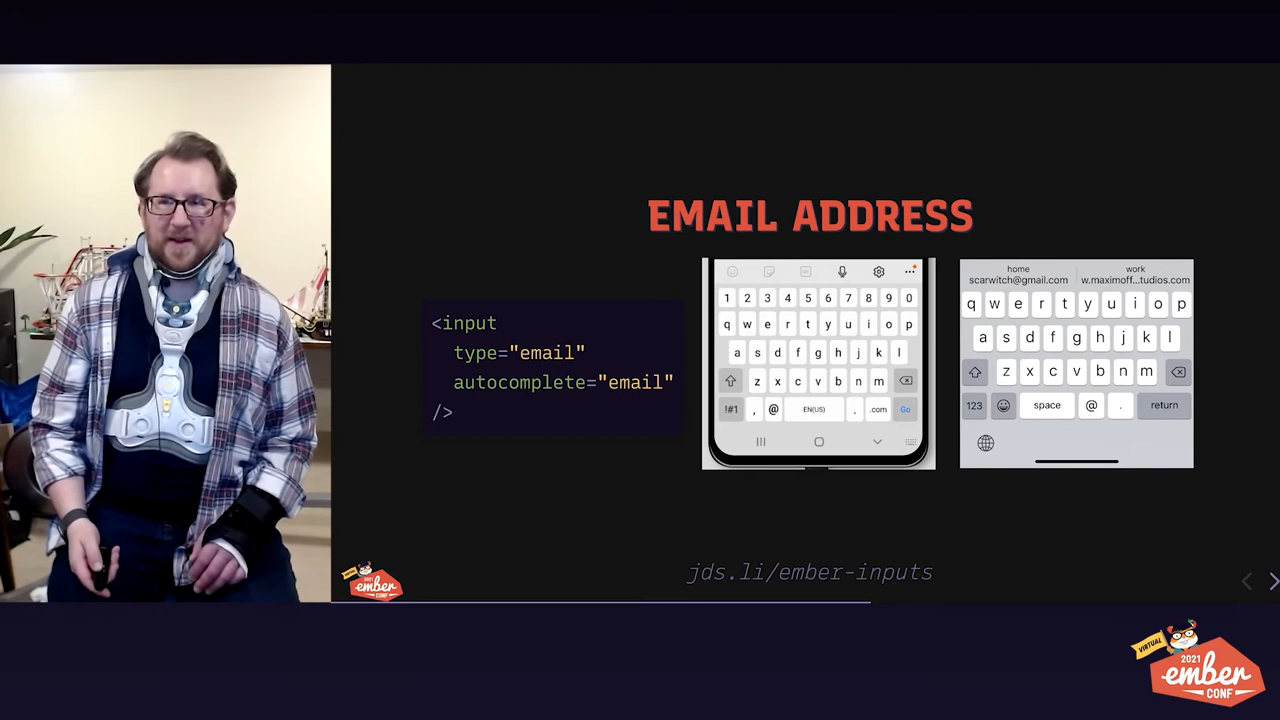 EMAIL ADDRESS
<input
type="email"
autocomplete="email"
/>
1 2 3 4 5 6 7 8 9 0
q w e r t y u i o p
a s d f g h j k l
z x c v b n m
!#1 , @ EN(US) . .com Go
home work
scarwitch@gmail.com w.maximoff...tudios.com
q w e r t y u i o p
a s d f g h j k l
z x c v b n m
123 space @ . return
jds.li/ember-inputs
VIRTUAL
2021
ember
CONF
VIRTUAL
2021
ember
CONF